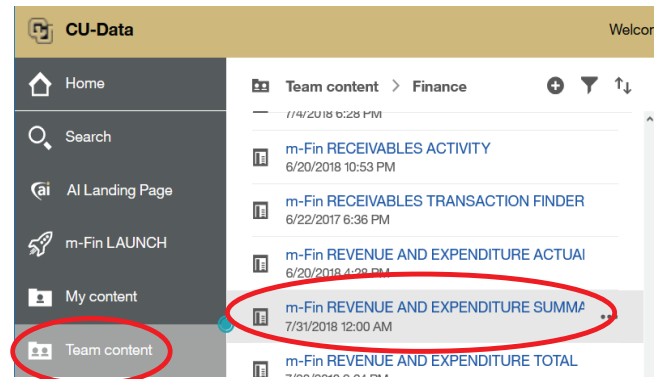 CU-Data
Welcor
Home
Search
AI Landing Page
m-Fin LAUNCH
My content
Team content
Team content > Finance
7/4/2018 6:28 PM
m-Fin RECEIVABLES ACTIVITY
6/20/2018 10:53 PM
m-Fin RECEIVABLES TRANSACTION FINDER
6/22/2017 6:36 PM
m-Fin REVENUE AND EXPENDITURE ACTUAL
6/20/2018 4:28 PM
m-Fin REVENUE AND EXPENDITURE SUMMA
7/31/2018 12:00 AM
m-Fin REVENUE AND EXPENDITURE TOTAL